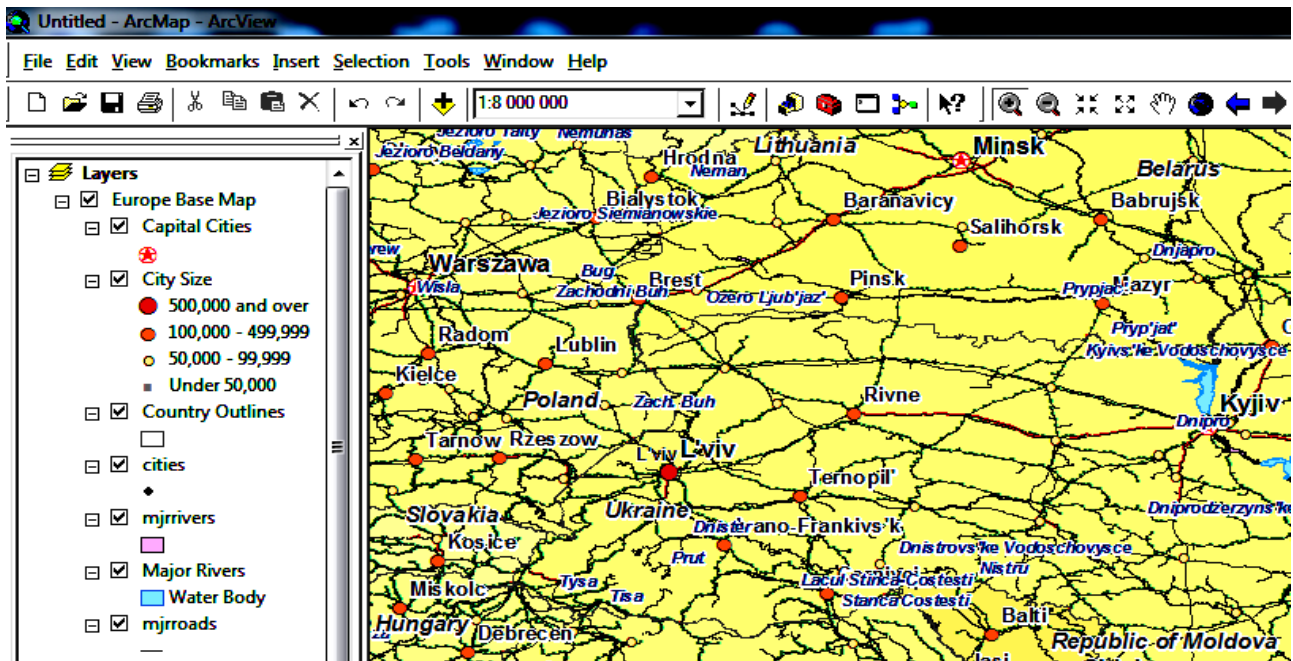 Untitled - ArcMap - ArcView
File Edit View Bookmarks Insert Selection Tools Window Help
1:8 000 000
Layers
Europe Base Map
Capital Cities
City Size
500,000 and over
100,000 - 499,999
50,000 - 99,999
Under 50,000
Country Outlines
cities
mjrrivers
Major Rivers
Water Body
mjrroads
Jezioro Talty
Nemunas
Jezioro Beldany
Hrodna
Neman
Lithuania
Minsk
Belarus
Bialystok
Jezioro Siemianowskie
Baranavicy
Babrujsk
Salihorsk
Dnjapro
Warszawa
Wisla
Bug
Brest
Zachodni Buh
Ozero Ljub'jaz'
Pinsk
Prypjac'
Mazyr
Pryp'jat'
Kyivs'ke Vodoschovysce
Radom
Lublin
Kielce
Poland
Zach. Buh
Rivne
Kyjiv
Dnipro
Tarnow
Rzeszow
L'viv
L'viv
Ternopil'
Slovakia
Ukraine
Dnister
ano-Frankivs'k
Dniprodzerzyns'ke
Kosice
Prut
Dnistrovs'ke Vodoschovysce
Nistru
Miskolc
Tysa
Tisa
Lacul Stinca-Costesti
Stanca Costesti
Balti
Hungary
Debrecen
Republic of Moldova
Iasi